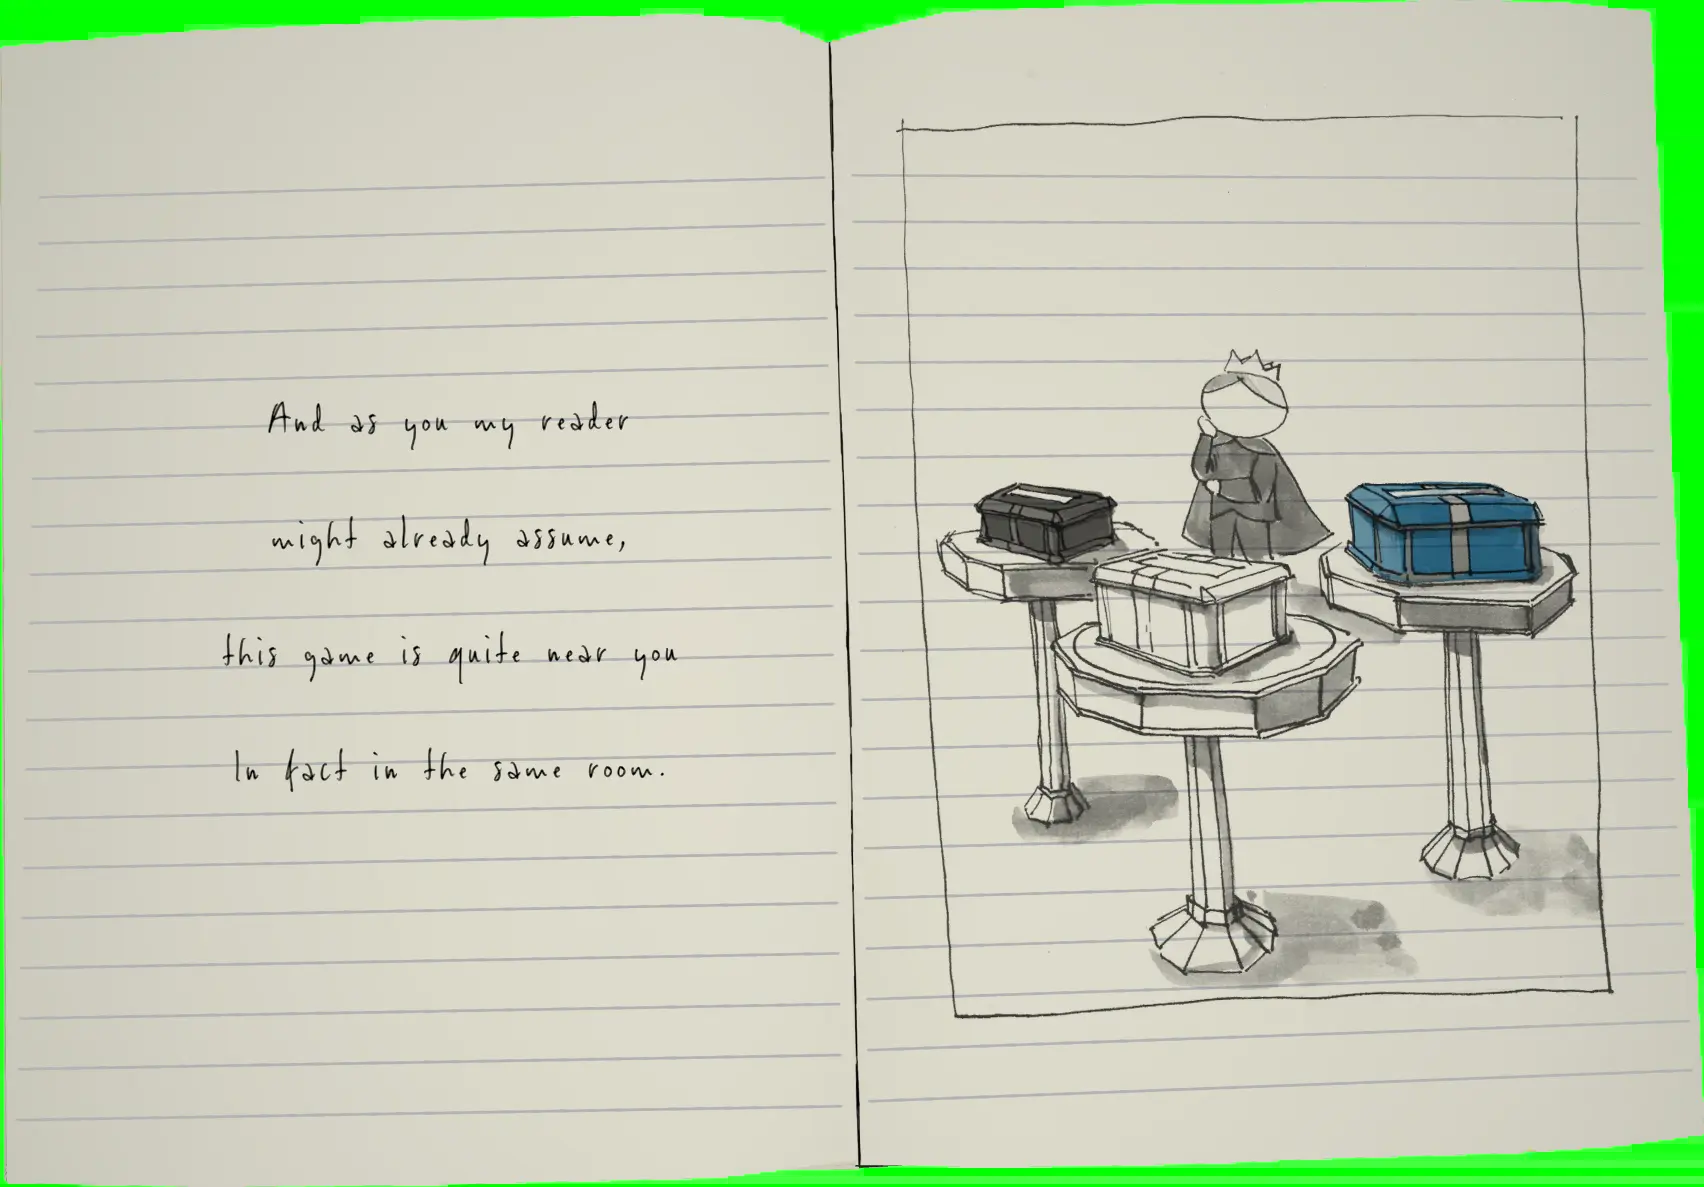 And as you my reader
might already assume,
this game is quite near you
In fact in the same room.